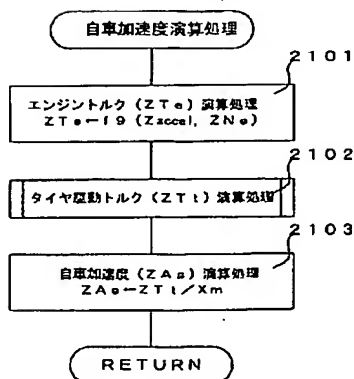 自車加速度演算処理
2101
エンジントルク(ZTe)演算処理
ZTe←f9(Zaccel, ZNe)
2102
タイヤ駆動トルク(ZTt)演算処理
2103
自車加速度(ZAs)演算処理
ZAs←ZTt/Xm
RETURN